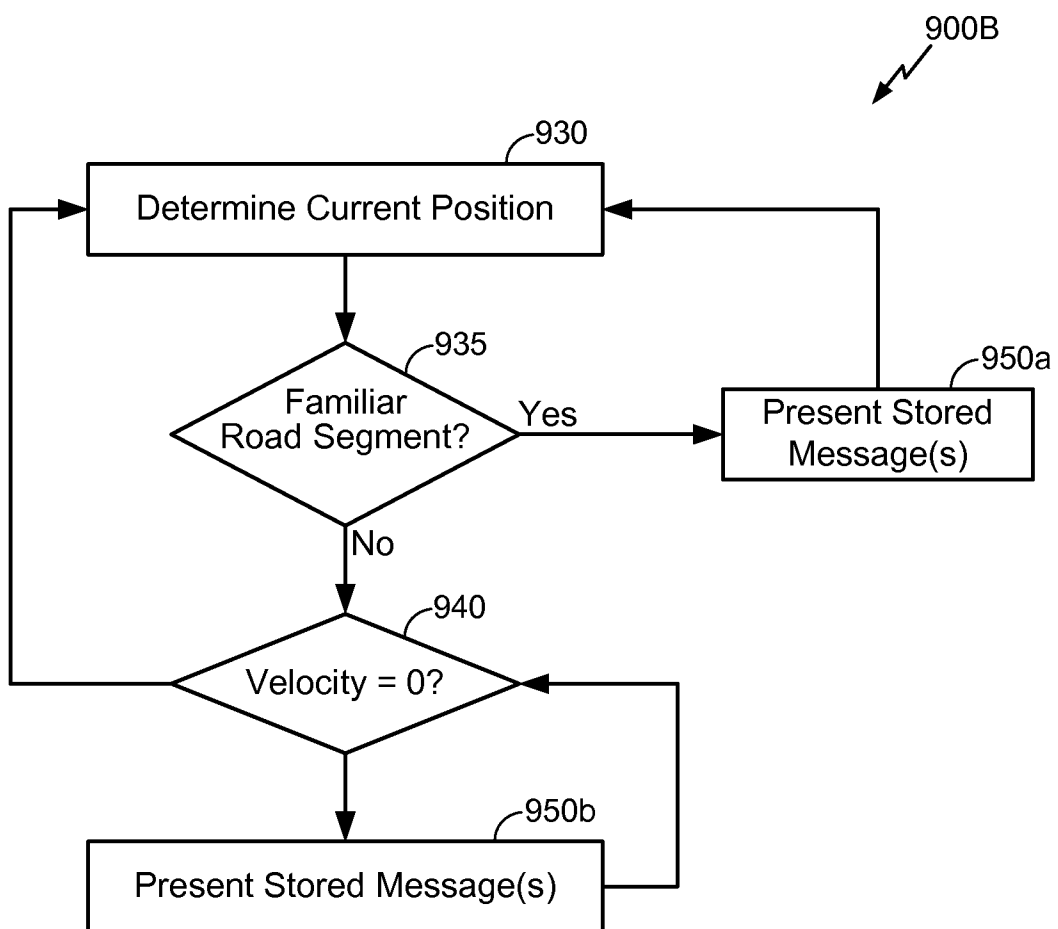 900B
930
Determine Current Position
935
Familiar
Road Segment?
Yes
950a
Present Stored
Message(s)
No
940
Velocity = 0?
950b
Present Stored Message(s)